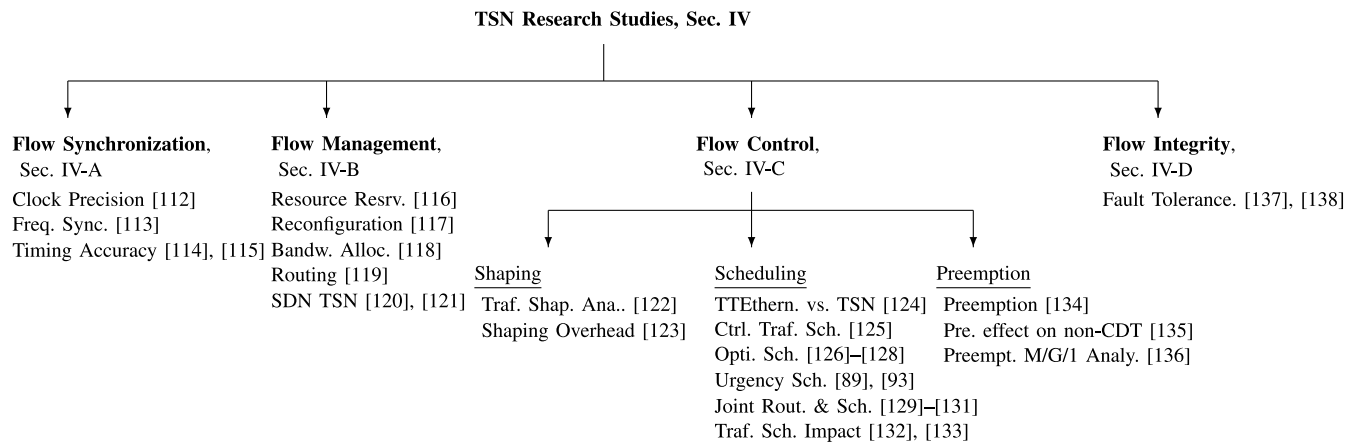 TSN Research Studies, Sec. IV
Flow Synchronization,
Sec. IV-A
Clock Precision [112]
Freq. Sync. [113]
Timing Accuracy [114], [115]
Flow Management,
Sec. IV-B
Resource Resrv. [116]
Reconfiguration [117]
Bandw. Alloc. [118]
Routing [119]
SDN TSN [120], [121]
Flow Control,
Sec. IV-C
Shaping
Traf. Shap. Ana.. [122]
Shaping Overhead [123]
Scheduling
TTEthern. vs. TSN [124]
Ctrl. Traf. Sch. [125]
Opti. Sch. [126]–[128]
Urgency Sch. [89], [93]
Joint Rout. & Sch. [129]–[131]
Traf. Sch. Impact [132], [133]
Preemption
Preemption [134]
Pre. effect on non-CDT [135]
Preempt. M/G/1 Analy. [136]
Flow Integrity,
Sec. IV-D
Fault Tolerance. [137], [138]